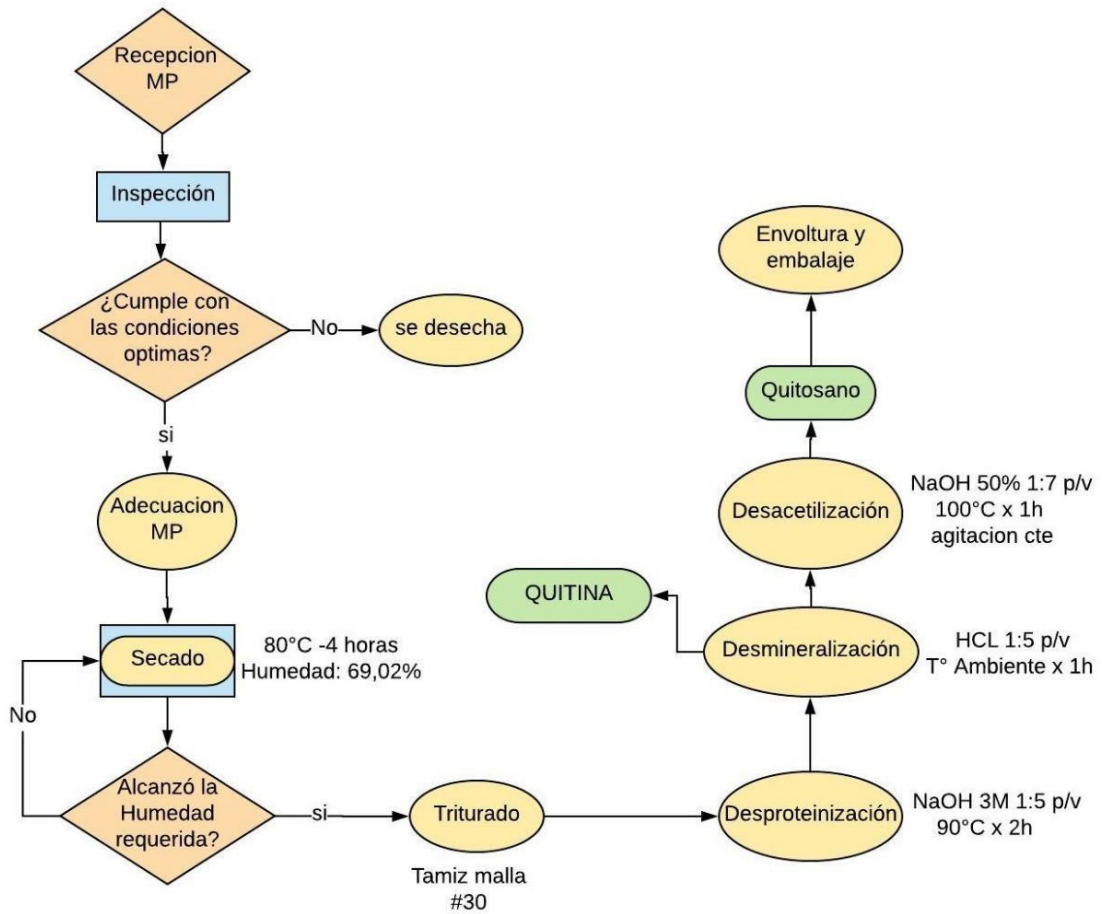 Recepcion
MP
Inspección
¿Cumple con
las condiciones
optimas?
No
se desecha
si
Adecuacion
MP
Secado
80°C -4 horas
Humedad: 69,02%
No
Alcanzó la
Humedad
requerida?
si
Triturado
Tamiz malla
#30
Desproteinización
NaOH 3M 1:5 p/v
90°C x 2h
Desmineralización
HCL 1:5 p/v
T° Ambiente x 1h
QUITINA
Desacetilización
NaOH 50% 1:7 p/v
100°C x 1h
agitacion cte
Quitosano
Envoltura y
embalaje